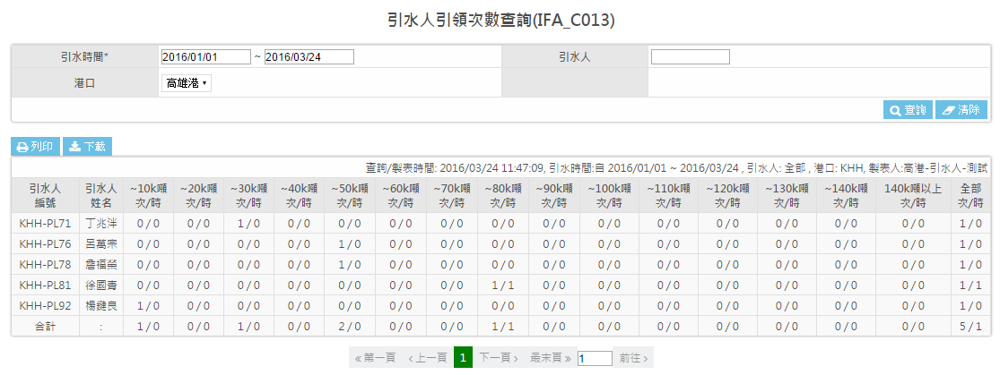 引水人引領次數查詢(IFA_C013)
引水時間* 2016/01/01 ~ 2016/03/24 引水人
港口 高雄港
查詢 清除
列印 下載
查詢/製表時間: 2016/03/24 11:47:09, 引水時間:自 2016/01/01 ~ 2016/03/24 , 引水人: 全部 , 港口: KHH, 製表人:高港-引水人-測試
引水人 引水人 ~10k噸 ~20k噸 ~30k噸 ~40k噸 ~50k噸 ~60k噸 ~70k噸 ~80k噸 ~90k噸 ~100k噸 ~110k噸 ~120k噸 ~130k噸 ~140k噸 140k噸以上 全部
編號 姓名 次/時 次/時 次/時 次/時 次/時 次/時 次/時 次/時 次/時 次/時 次/時 次/時 次/時 次/時 次/時 次/時
KHH-PL71 丁兆泮 0 / 0 0 / 0 1 / 0 0 / 0 0 / 0 0 / 0 0 / 0 0 / 0 0 / 0 0 / 0 0 / 0 0 / 0 0 / 0 0 / 0 0 / 0 1 / 0
KHH-PL76 呂萬宗 0 / 0 0 / 0 0 / 0 0 / 0 1 / 0 0 / 0 0 / 0 0 / 0 0 / 0 0 / 0 0 / 0 0 / 0 0 / 0 0 / 0 0 / 0 1 / 0
KHH-PL78 詹福榮 0 / 0 0 / 0 0 / 0 0 / 0 1 / 0 0 / 0 0 / 0 0 / 0 0 / 0 0 / 0 0 / 0 0 / 0 0 / 0 0 / 0 0 / 0 1 / 0
KHH-PL81 徐國青 0 / 0 0 / 0 0 / 0 0 / 0 0 / 0 0 / 0 0 / 0 1 / 1 0 / 0 0 / 0 0 / 0 0 / 0 0 / 0 0 / 0 0 / 0 1 / 1
KHH-PL92 楊鍵良 1 / 0 0 / 0 0 / 0 0 / 0 0 / 0 0 / 0 0 / 0 0 / 0 0 / 0 0 / 0 0 / 0 0 / 0 0 / 0 0 / 0 0 / 0 1 / 0
合計 : 1 / 0 0 / 0 1 / 0 0 / 0 2 / 0 0 / 0 0 / 0 1 / 1 0 / 0 0 / 0 0 / 0 0 / 0 0 / 0 0 / 0 0 / 0 5 / 1
« 第一頁 ‹ 上一頁 1 下一頁 › 最末頁 » 1 前往 ›